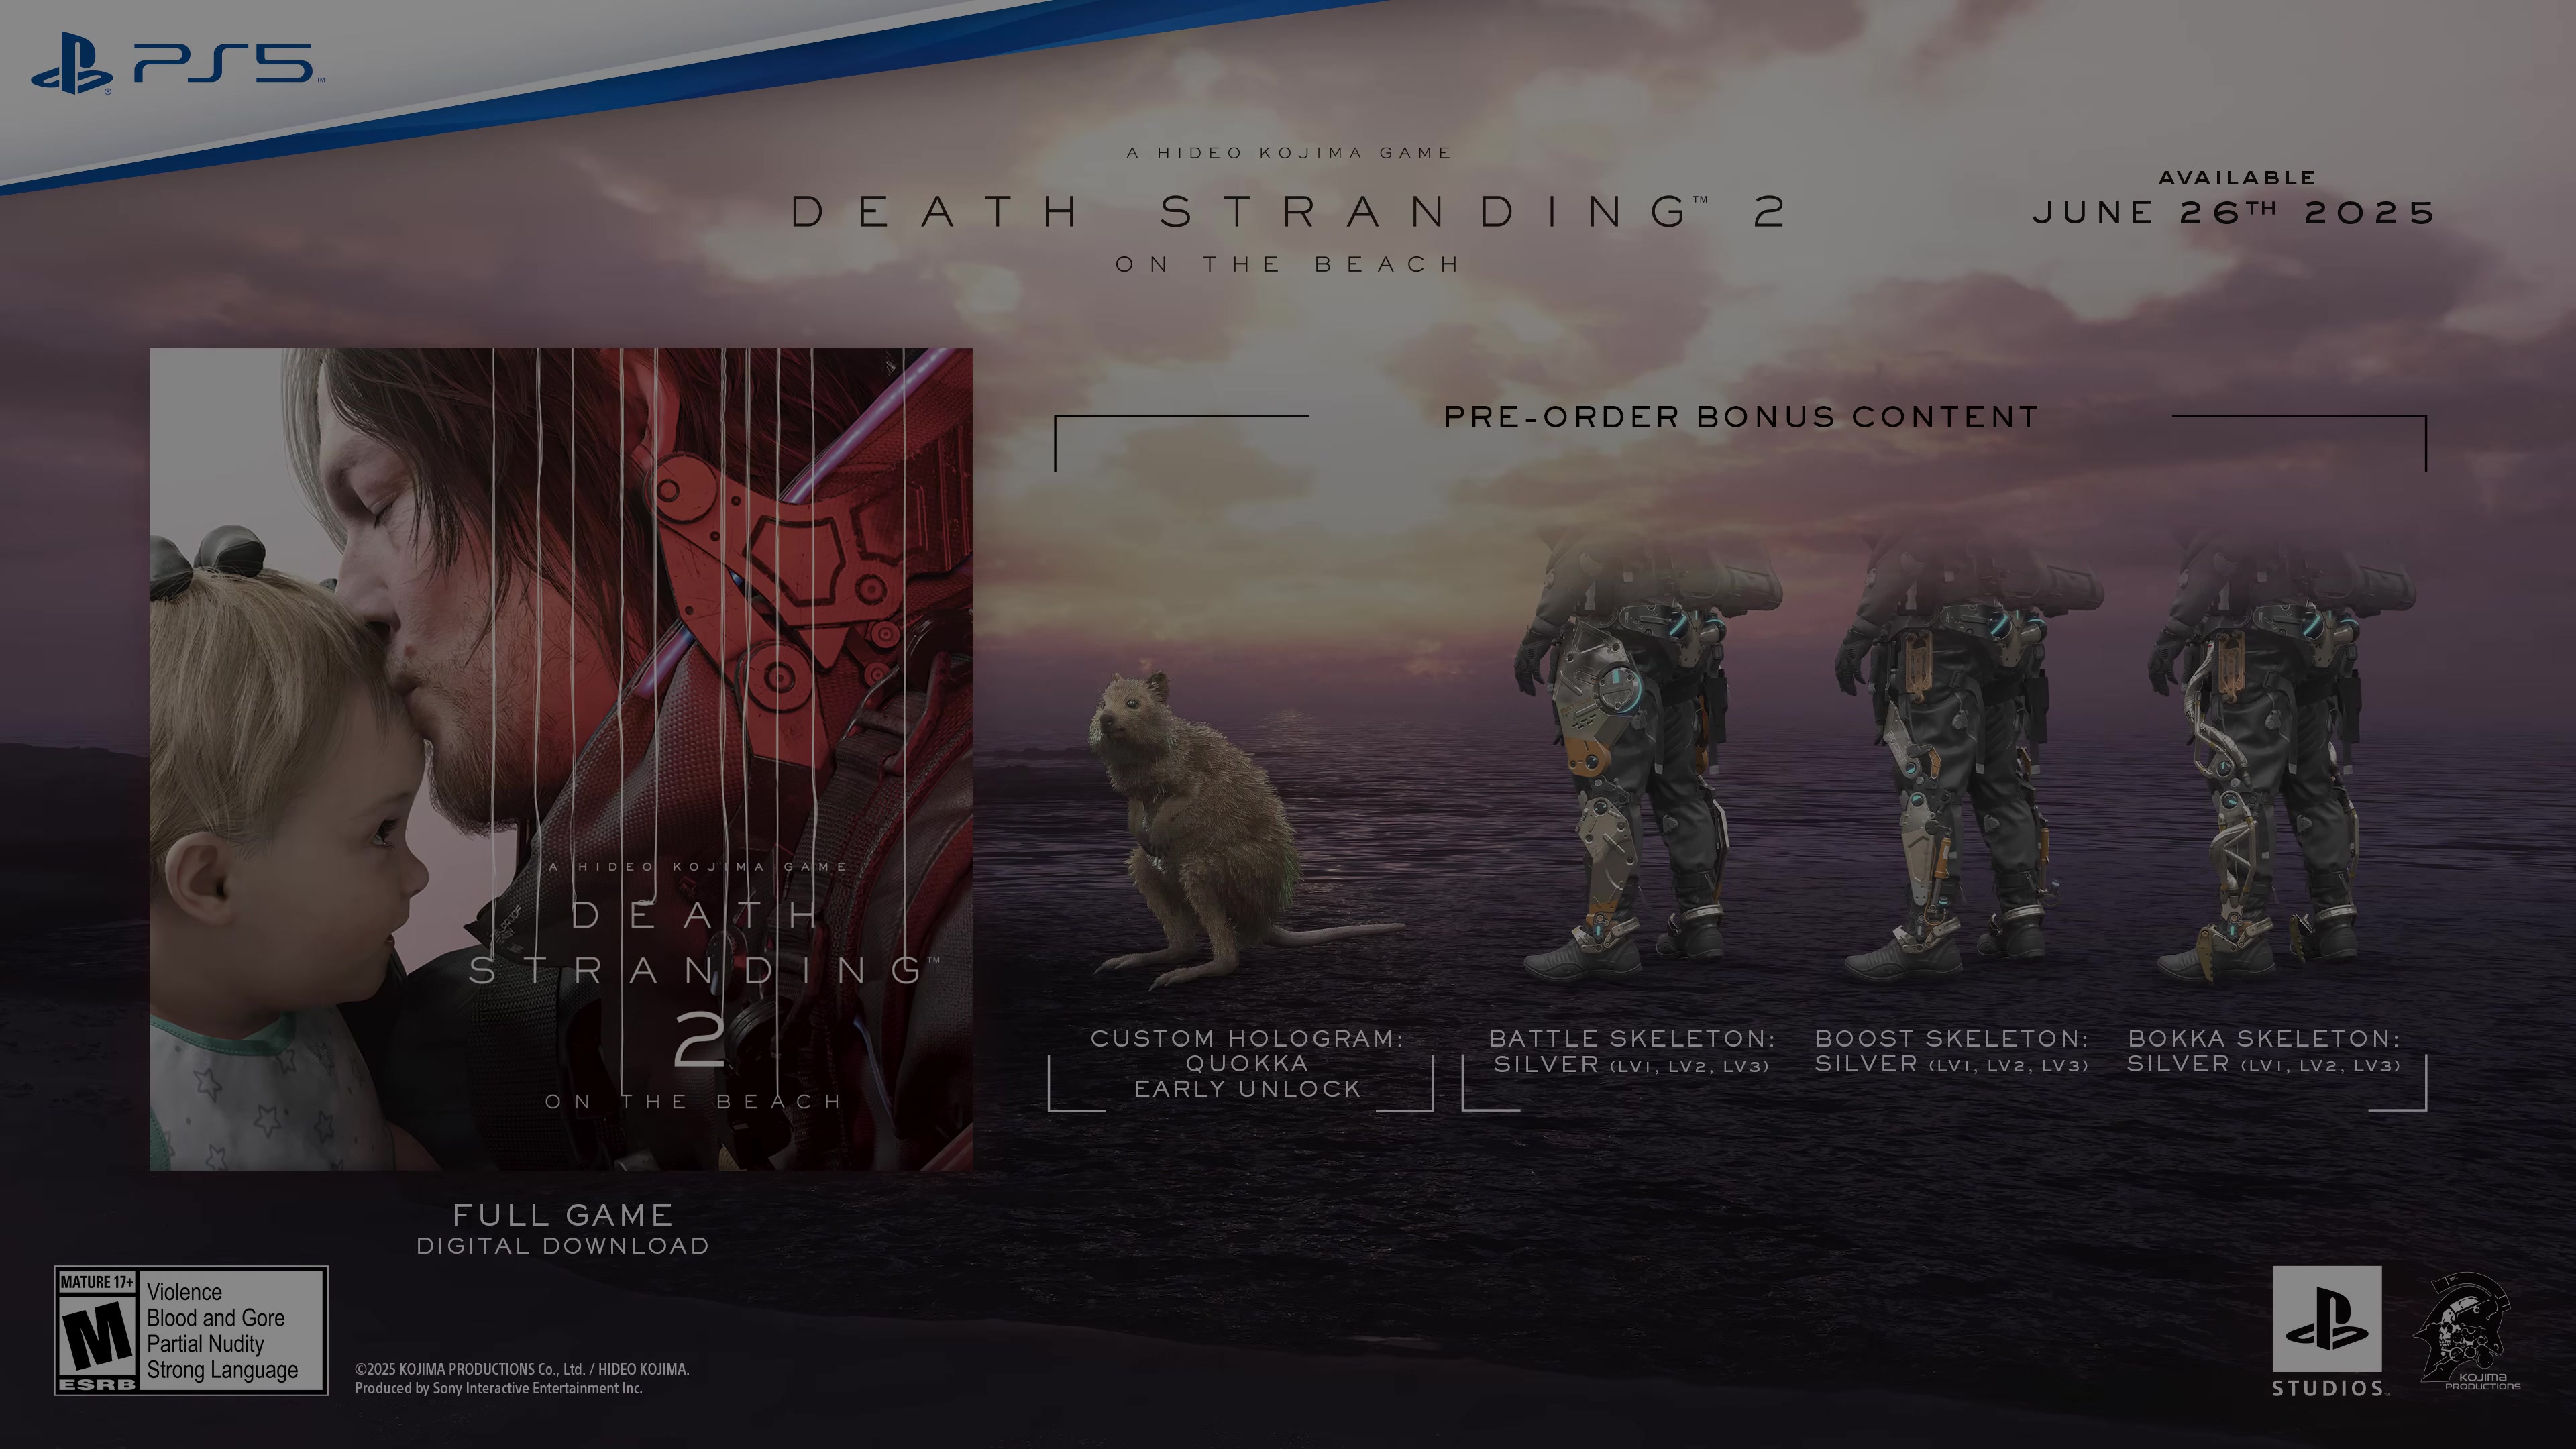 PS5™
A HIDEO KOJIMA GAME
DEATH STRANDING™ 2
ON THE BEACH
AVAILABLE
JUNE 26TH 2025
PRE-ORDER BONUS CONTENT
A HIDEO KOJIMA GAME
DEATH
STRANDING™
2
ON THE BEACH
CUSTOM HOLOGRAM:
QUOKKA
EARLY UNLOCK
BATTLE SKELETON:
SILVER (LV1, LV2, LV3)
BOOST SKELETON:
SILVER (LV1, LV2, LV3)
BOKKA SKELETON:
SILVER (LV1, LV2, LV3)
FULL GAME
DIGITAL DOWNLOAD
MATURE 17+
M
ESRB
Violence
Blood and Gore
Partial Nudity
Strong Language
©2025 KOJIMA PRODUCTIONS Co., Ltd. / HIDEO KOJIMA.
Produced by Sony Interactive Entertainment Inc.
STUDIOS™
KOJIMA
PRODUCTIONS